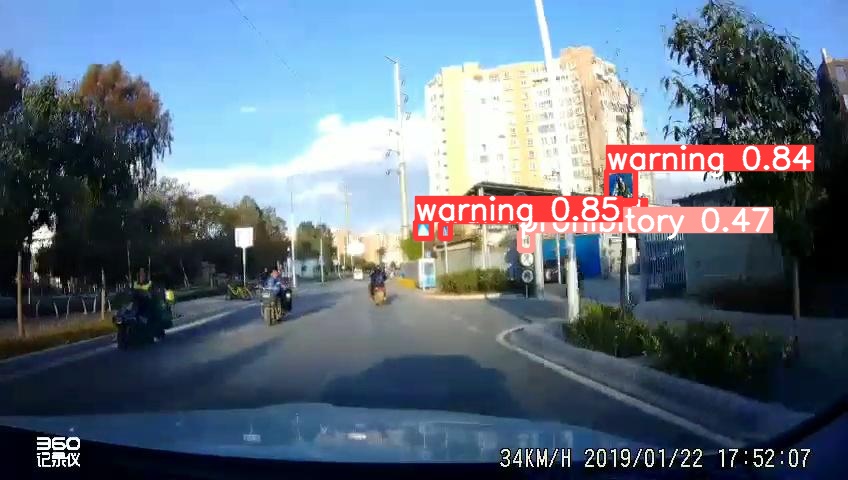 warning 0.84
warning 0.85
prohibitory 0.47
360
记录仪
34KM/H 2019/01/22 17:52:07